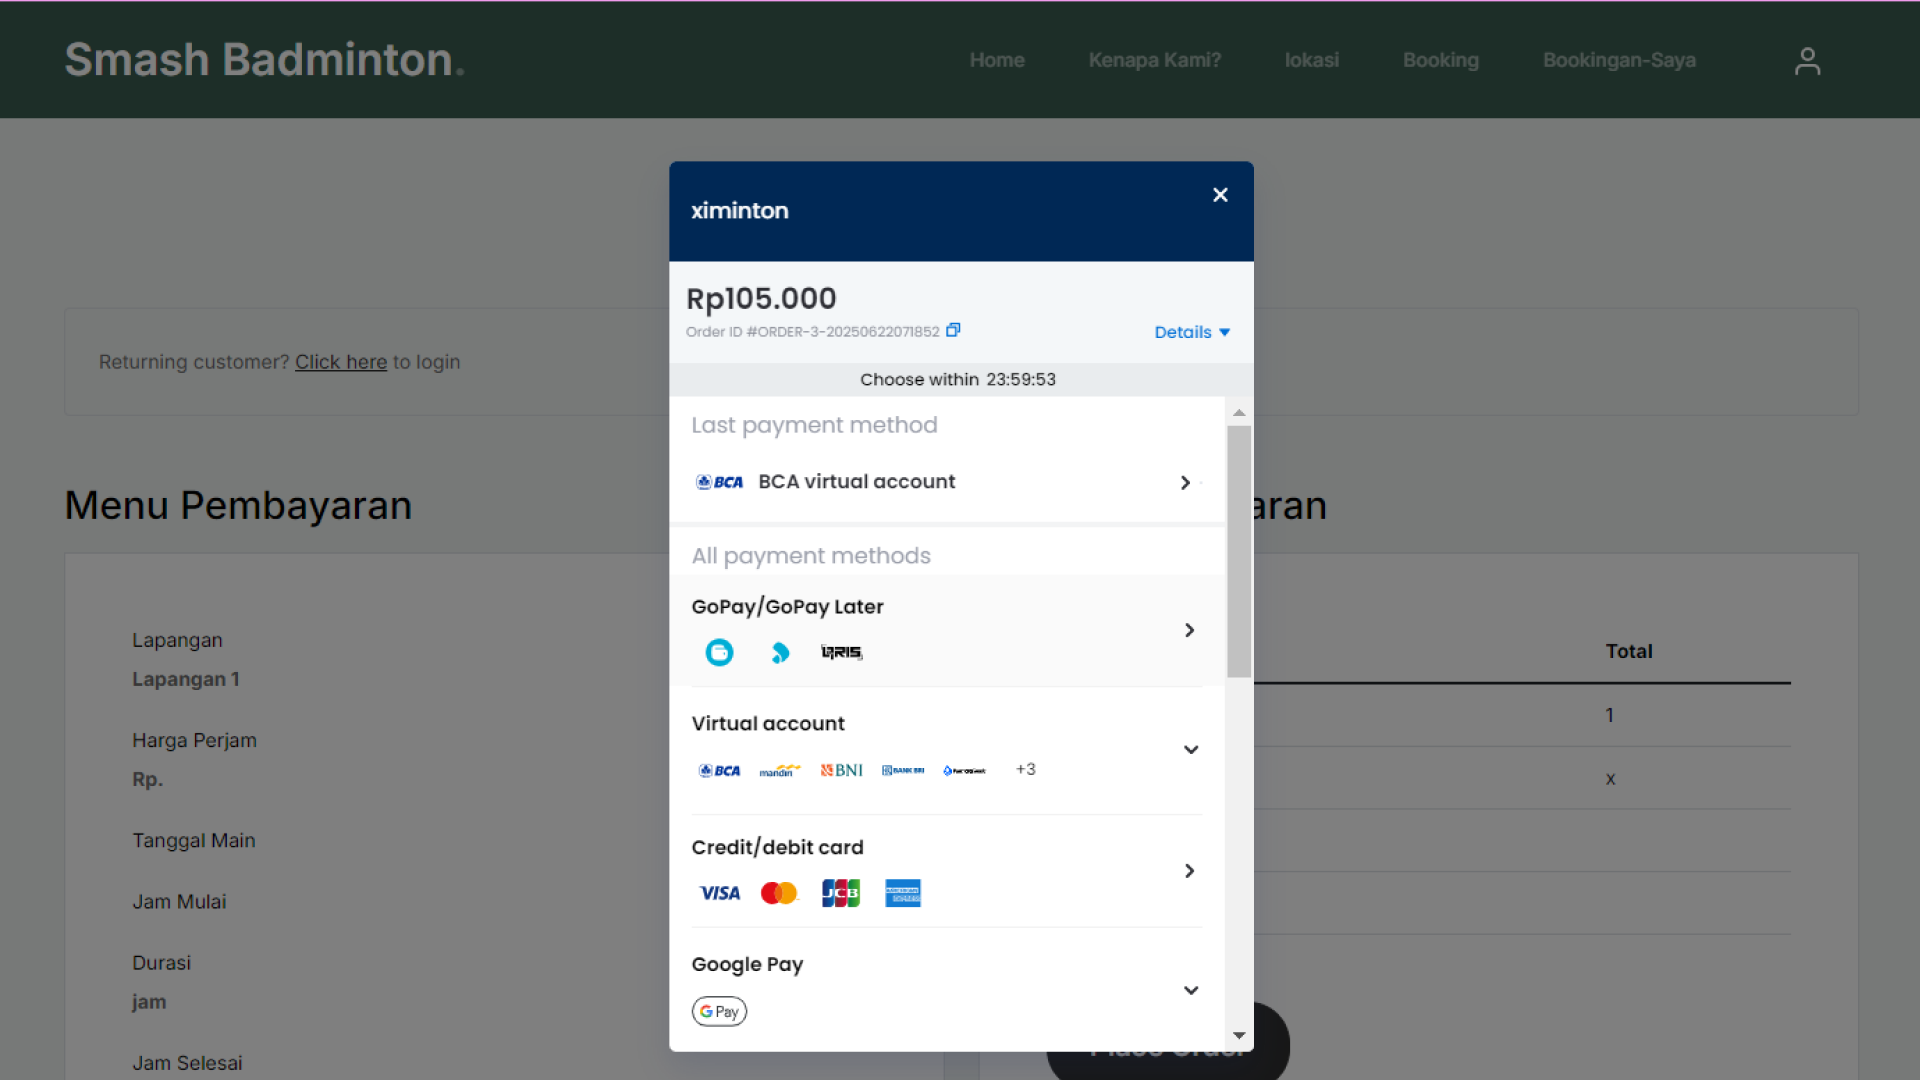 Smash Badminton.
Home
Kenapa Kami?
lokasi
Booking
Bookingan-Saya
Returning customer? Click here to login
Menu Pembayaran
Lapangan
Lapangan 1
Harga Perjam
Rp.
Tanggal Main
Jam Mulai
Durasi
jam
Jam Selesai
ximinton
Rp105.000
Order ID #ORDER-3-20250622071852
Details
Choose within 23:59:53
Last payment method
BCA BCA virtual account
All payment methods
GoPay/GoPay Later
QRIS
Virtual account
BCA mandiri BNI BANK BRI +3
Credit/debit card
VISA JCB
Google Pay
G Pay
aran
Total
1
x